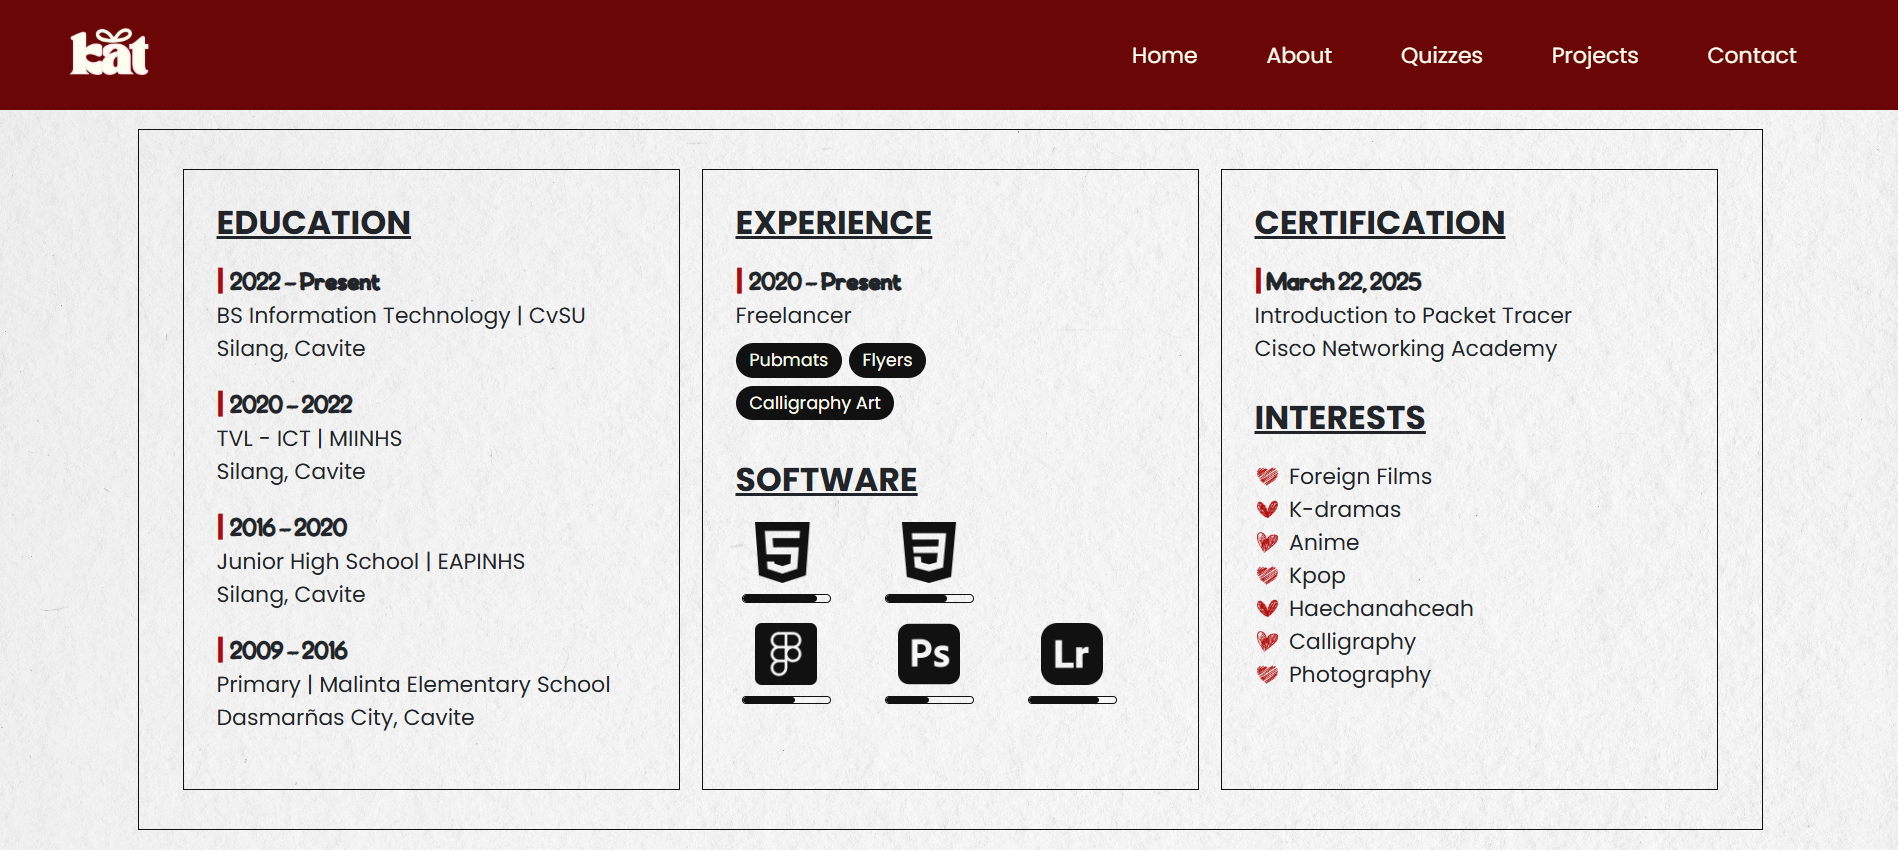 kat
Home
About
Quizzes
Projects
Contact
EDUCATION
2022 - Present
BS Information Technology | CvSU
Silang, Cavite
2020 - 2022
TVL - ICT | MIINHS
Silang, Cavite
2016 - 2020
Junior High School | EAPINHS
Silang, Cavite
2009 - 2016
Primary | Malinta Elementary School
Dasmarñas City, Cavite
EXPERIENCE
2020 - Present
Freelancer
Pubmats
Flyers
Calligraphy Art
SOFTWARE
5
3
Ps
Lr
CERTIFICATION
March 22, 2025
Introduction to Packet Tracer
Cisco Networking Academy
INTERESTS
Foreign Films
K-dramas
Anime
Kpop
Haechanahceah
Calligraphy
Photography